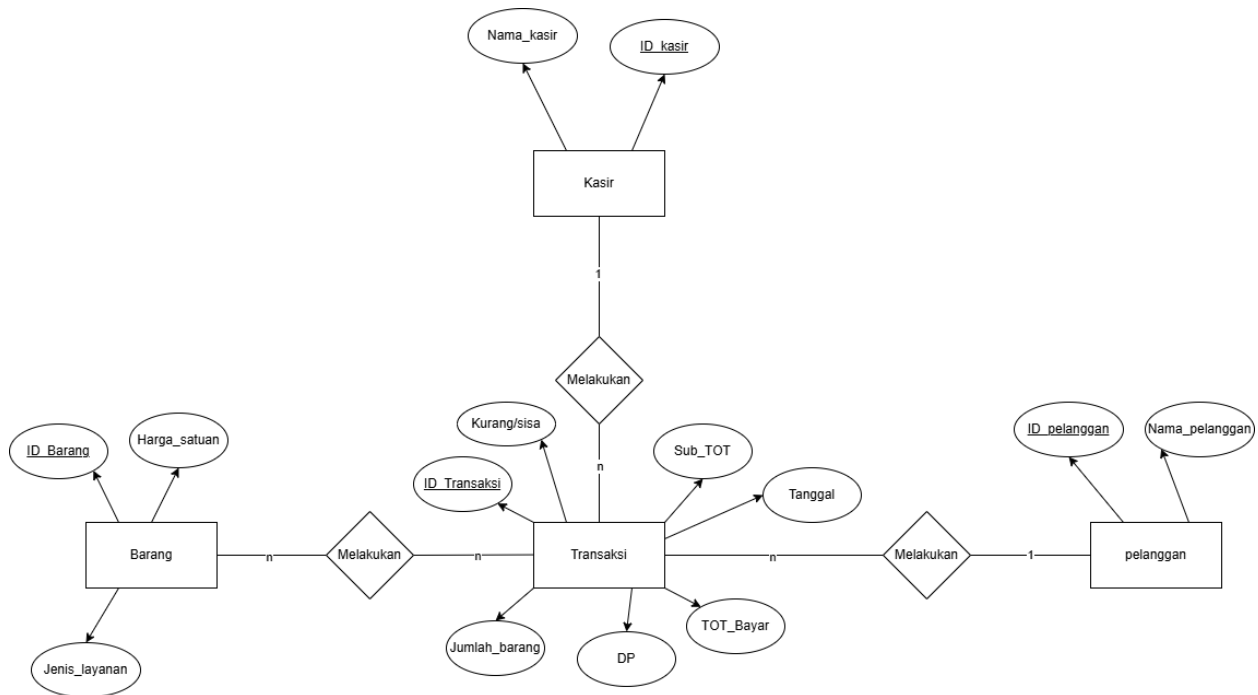 Nama_kasir
ID_kasir
Kasir
1
Melakukan
n
Kurang/sisa
Sub_TOT
ID_Transaksi
Tanggal
ID_Barang
Harga_satuan
ID_pelanggan
Nama_pelanggan
Barang
n
Melakukan
n
Transaksi
n
Melakukan
1
pelanggan
Jenis_layanan
Jumlah_barang
DP
TOT_Bayar